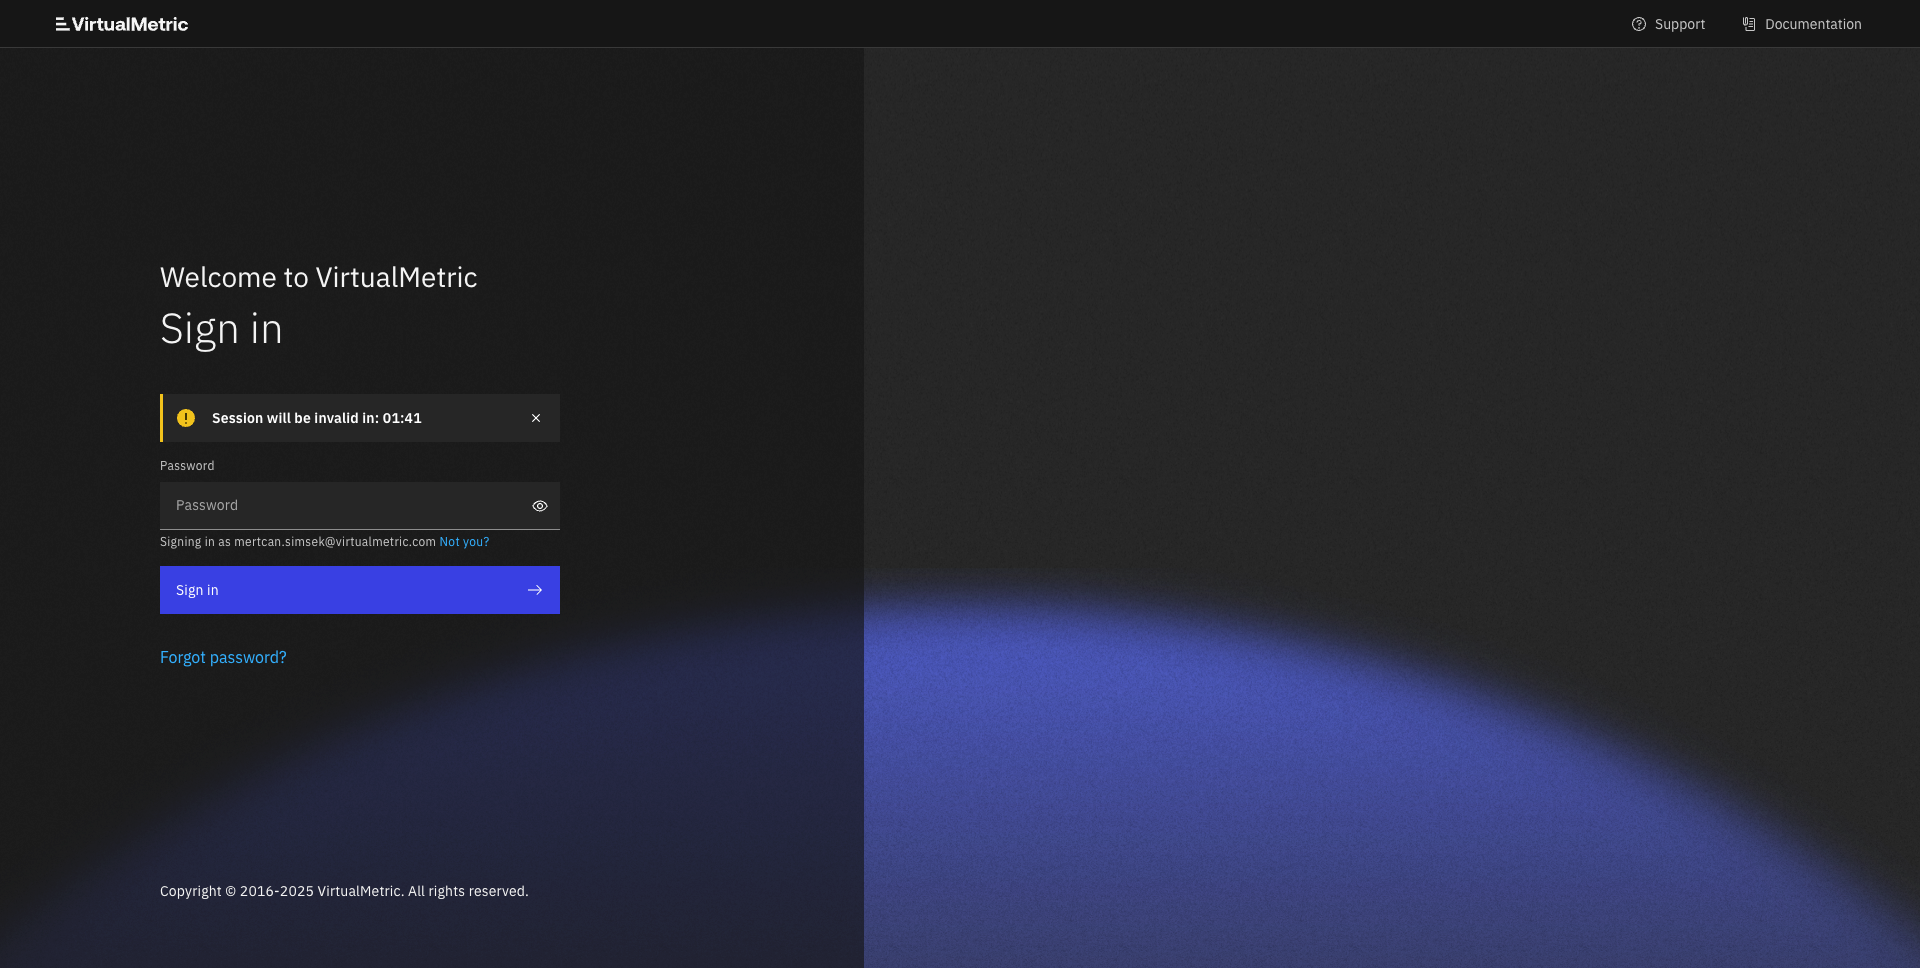 VirtualMetric
Support
Documentation
Welcome to VirtualMetric
Sign in
Session will be invalid in: 01:41
Password
Password
Signing in as mertcan.simsek@virtualmetric.com Not you?
Sign in
Forgot password?
Copyright © 2016-2025 VirtualMetric. All rights reserved.